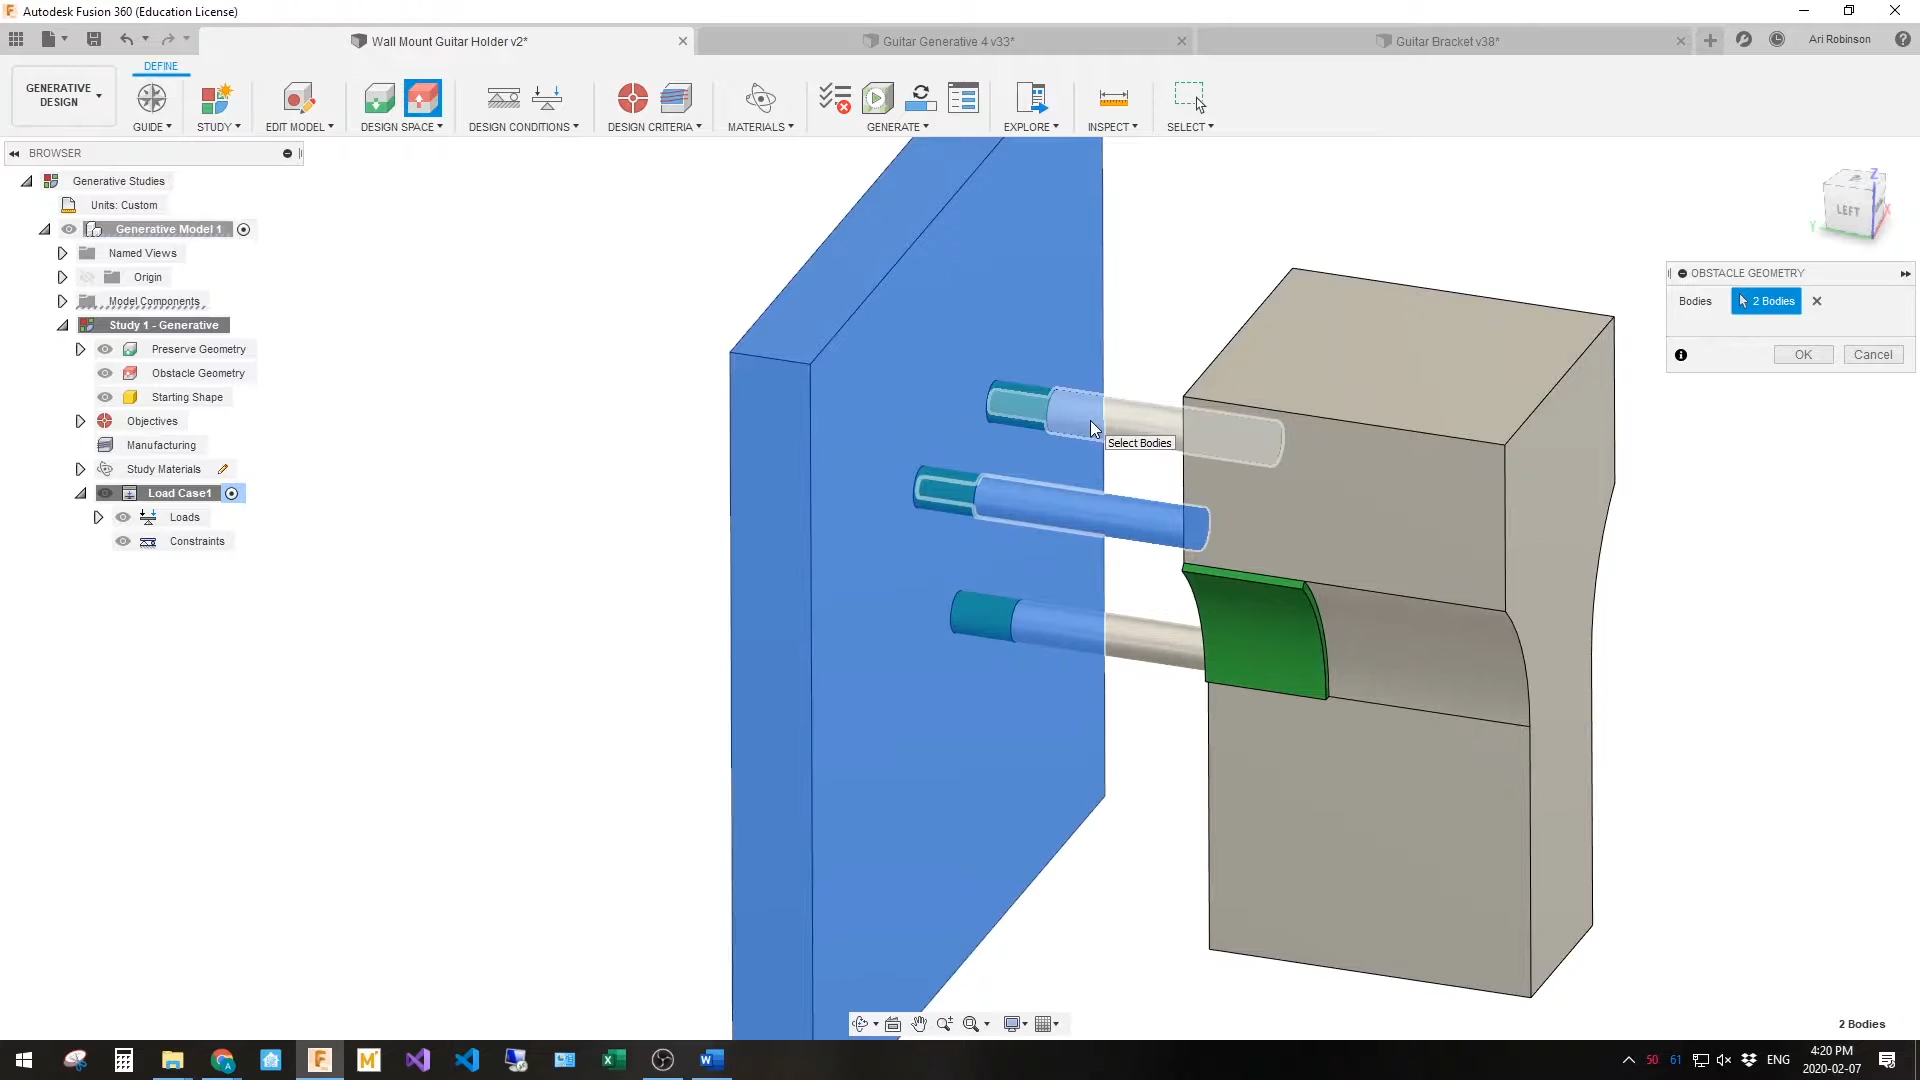 Autodesk Fusion 360 (Education License)
Wall Mount Guitar Holder v2*
Guitar Generative 4 v33*
Guitar Bracket v38*
Ari Robinson
DEFINE
GENERATIVE
DESIGN
GUIDE
STUDY
EDIT MODEL
DESIGN SPACE
DESIGN CONDITIONS
DESIGN CRITERIA
MATERIALS
GENERATE
EXPLORE
INSPECT
SELECT
BROWSER
Generative Studies
Units: Custom
Generative Model 1
Named Views
Origin
Model Components
Study 1 - Generative
Preserve Geometry
Obstacle Geometry
Starting Shape
Objectives
Manufacturing
Study Materials
Load Case1
Loads
Constraints
Select Bodies
Z
LEFT
Y
X
OBSTACLE GEOMETRY
Bodies
2 Bodies
OK
Cancel
2 Bodies
50
61
ENG
4:20 PM
2020-02-07